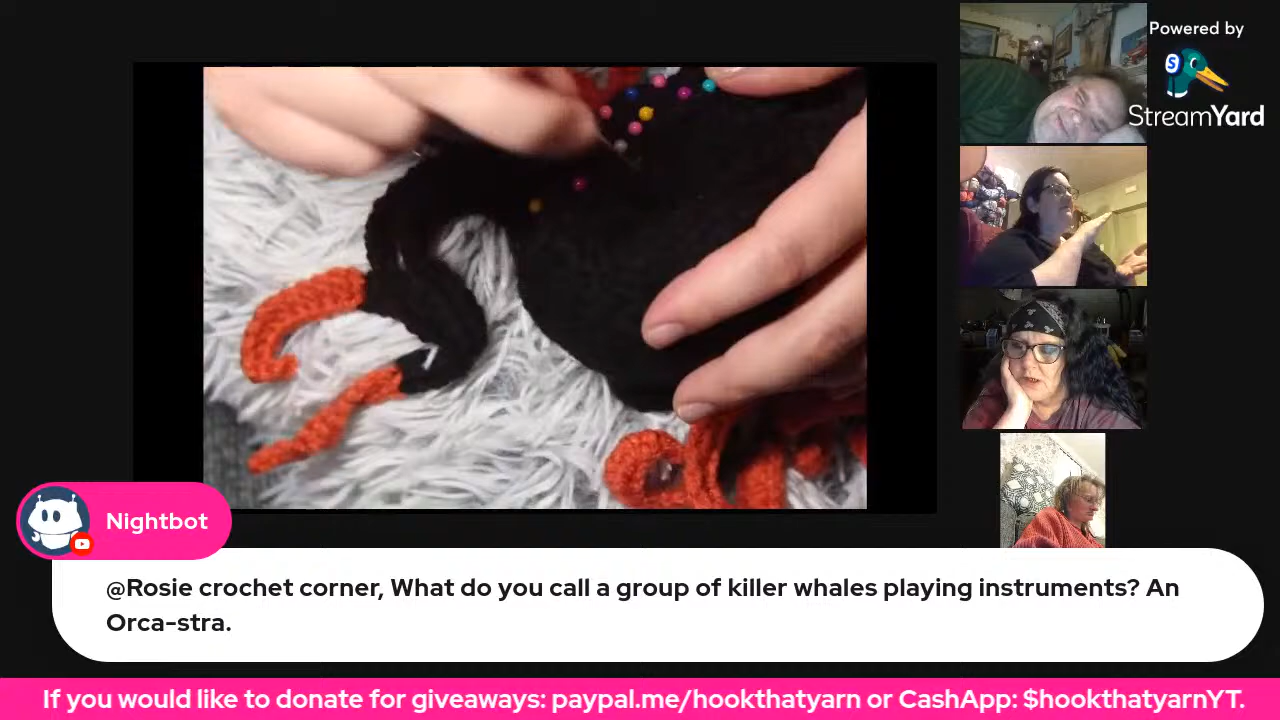 Powered by
StreamYard
Nightbot
@Rosie crochet corner, What do you call a group of killer whales playing instruments? An
Orca-stra.
If you would like to donate for giveaways: paypal.me/hookthatyarn or CashApp: $hookthatyarnYT.